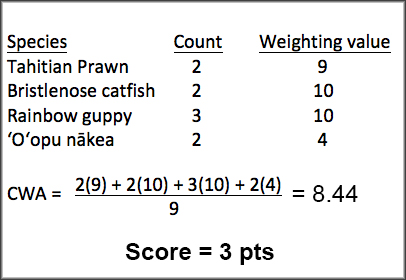 Species Count Weighting value
Tahitian Prawn 2 9
Bristlenose catfish 2 10
Rainbow guppy 3 10
ʻOʻopu nākea 2 4
CWA = 2(9) + 2(10) + 3(10) + 2(4) = 8.44
9
Score = 3 pts